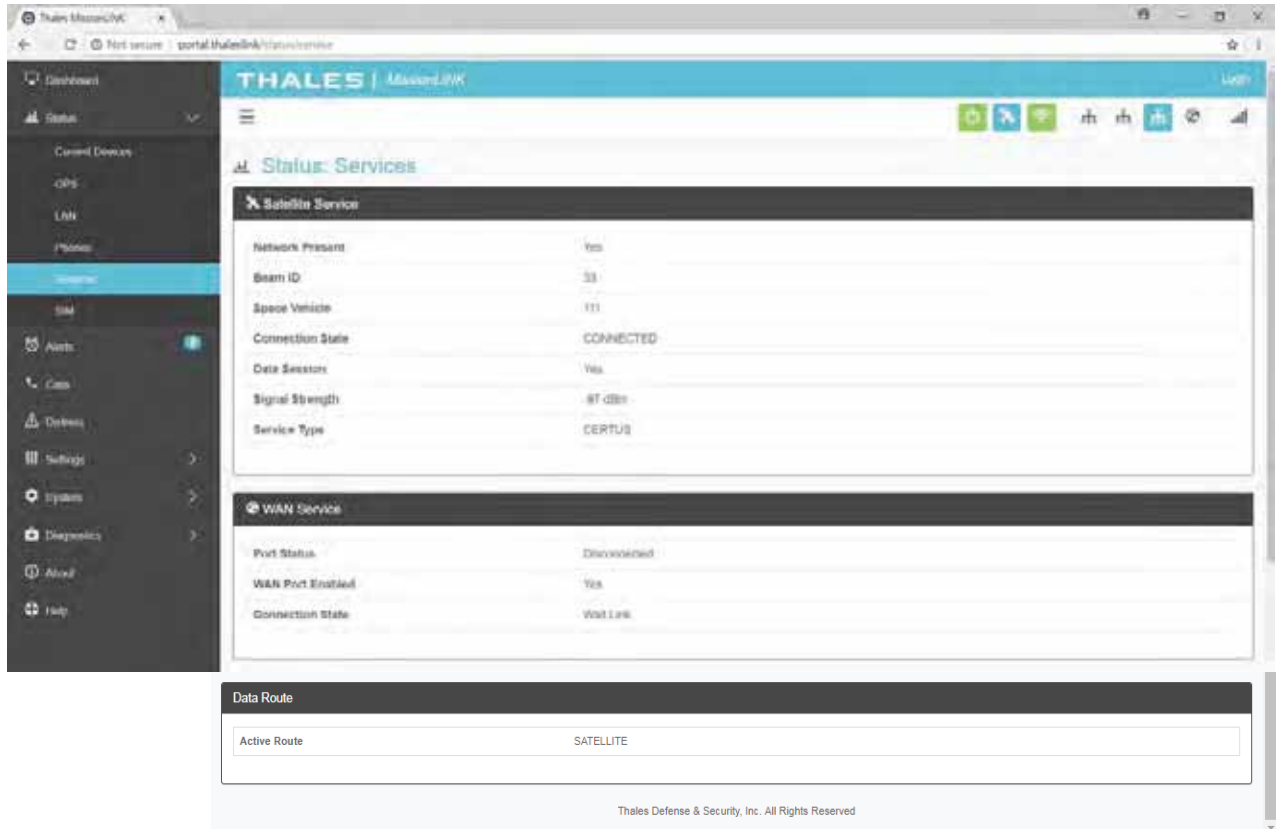 Thales MissionLINK
Not secure portal.thaleslink/status/service
Dashboard
THALES | MissionLINK
Login
Status
Current Devices
Status: Services
GPS
Satellite Service
LAN
Phones
Network Present Yes
Services
Beam ID 33
SIM
Space Vehicle 111
Alerts
Connection State CONNECTED
Data Session Yes
Calls
Signal Strength dBm
Distress
Service Type CERTUS
Settings
System
WAN Service
Diagnostics
Port Status Disconnected
About
WAN Port Enabled Yes
Help
Connection State Wait Link
Data Route
Active Route SATELLITE
Thales Defense & Security, Inc. All Rights Reserved